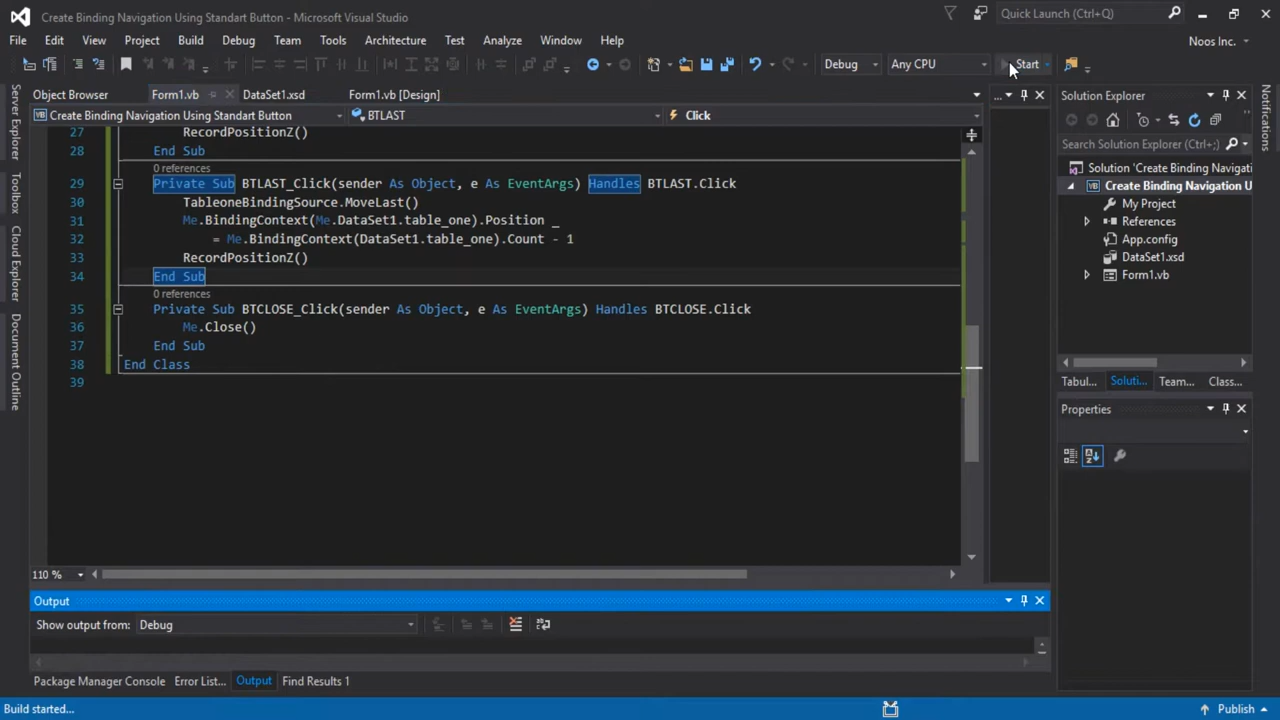 Create Binding Navigation Using Standart Button - Microsoft Visual Studio
Quick Launch (Ctrl+Q)
File Edit View Project Build Debug Team Tools Architecture Test Analyze Window Help
Noos Inc.
Debug Any CPU Start
Object Browser Form1.vb DataSet1.xsd Form1.vb [Design]
Create Binding Navigation Using Standart Button BTLAST Click
27 RecordPositionZ()
28 End Sub
0 references
29 Private Sub BTLAST_Click(sender As Object, e As EventArgs) Handles BTLAST.Click
30 TableoneBindingSource.MoveLast()
31 Me.BindingContext(Me.DataSet1.table_one).Position _
32 = Me.BindingContext(DataSet1.table_one).Count - 1
33 RecordPositionZ()
34 End Sub
0 references
35 Private Sub BTCLOSE_Click(sender As Object, e As EventArgs) Handles BTCLOSE.Click
36 Me.Close()
37 End Sub
38 End Class
39
110 %
Server Explorer
Toolbox
Cloud Explorer
Document Outline
...
Solution Explorer
Search Solution Explorer (Ctrl+;)
Solution 'Create Binding Navigati
Create Binding Navigation U
My Project
References
App.config
DataSet1.xsd
Form1.vb
Tabul... Soluti... Team... Class...
Properties
Notifications
Output
Show output from: Debug
Package Manager Console Error List... Output Find Results 1
Build started... Publish